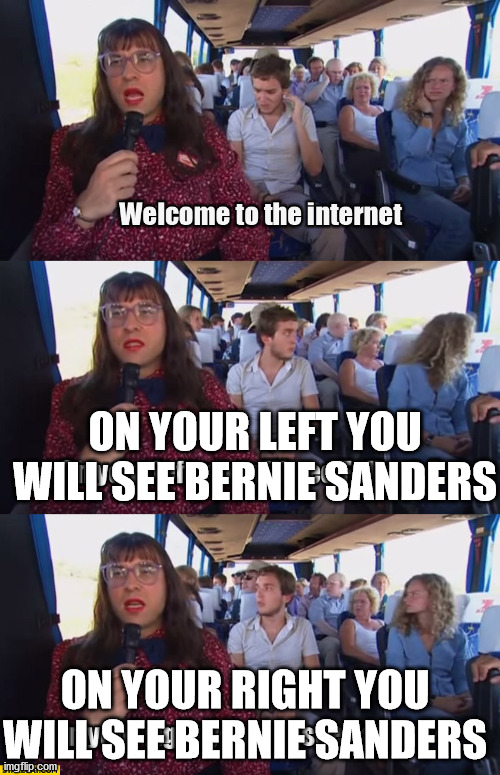 Welcome to the internet
ON YOUR LEFT YOU
WILL SEE BERNIE SANDERS
ON YOUR RIGHT YOU
WILL SEE BERNIE SANDERS
imgflip.com